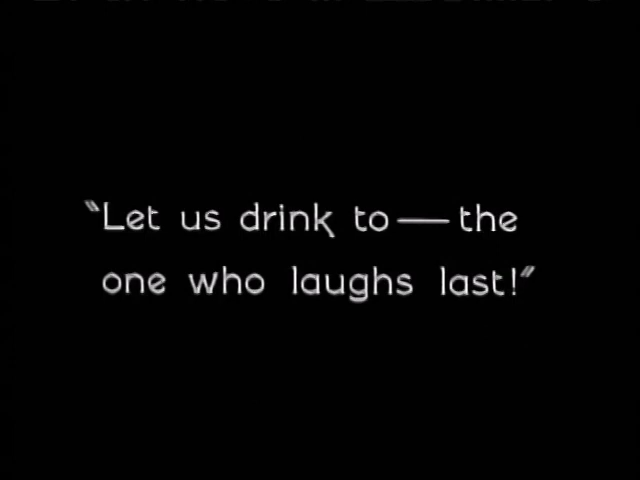 "Let us drink to — the
one who laughs last!"